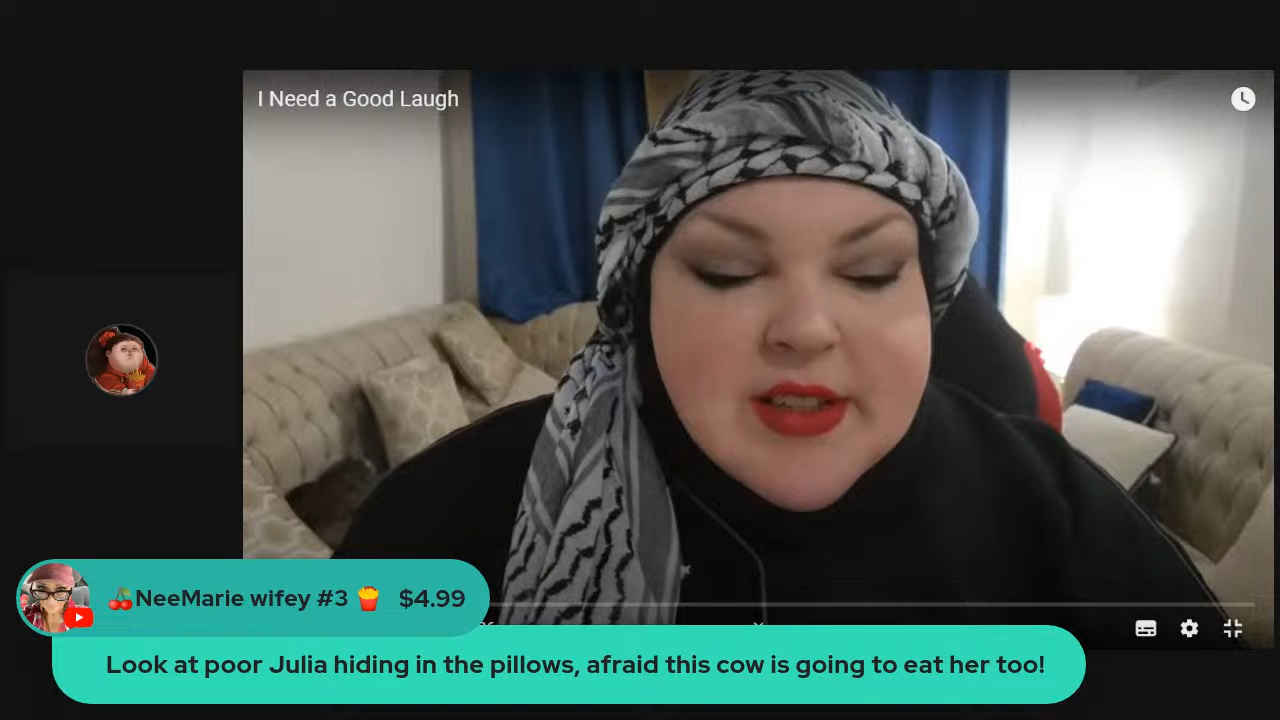 I Need a Good Laugh
🍒NeeMarie wifey #3 🍟 $4.99
Look at poor Julia hiding in the pillows, afraid this cow is going to eat her too!